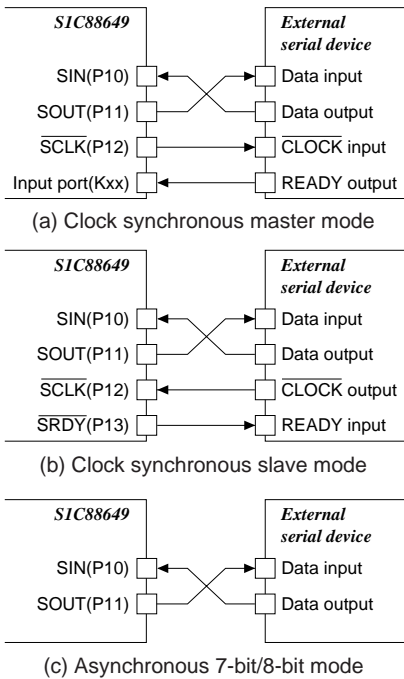 S1C88649 External
serial device
SIN(P10) Data input
SOUT(P11) Data output
SCLK(P12) CLOCK input
Input port(Kxx) READY output
(a) Clock synchronous master mode
S1C88649 External
serial device
SIN(P10) Data input
SOUT(P11) Data output
SCLK(P12) CLOCK output
SRDY(P13) READY input
(b) Clock synchronous slave mode
S1C88649 External
serial device
SIN(P10) Data input
SOUT(P11) Data output
(c) Asynchronous 7-bit/8-bit mode